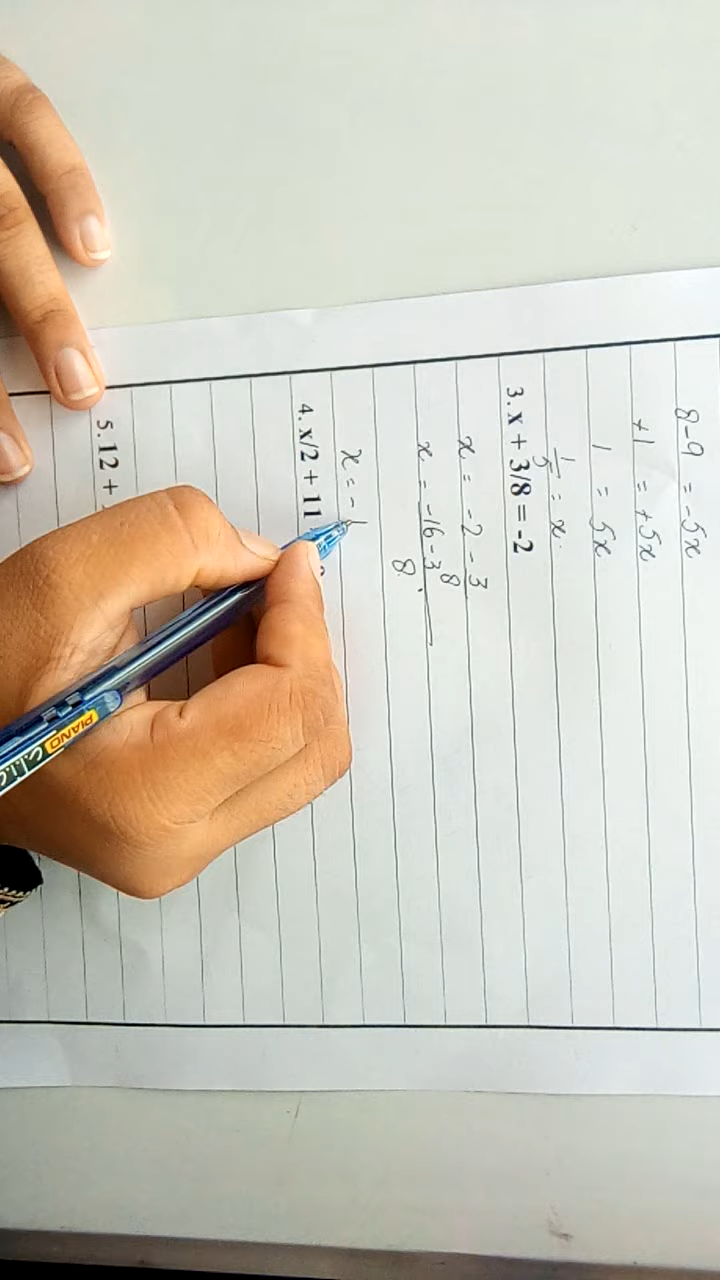 8-9 = -5x
+1 = +5x
1 = 5x
1/5 = x.
3. x + 3/8 = -2
x = -2 - 3/8
x = -16-3/8
x = -1
4. x/2 + 11
5. 12 +
PIANO